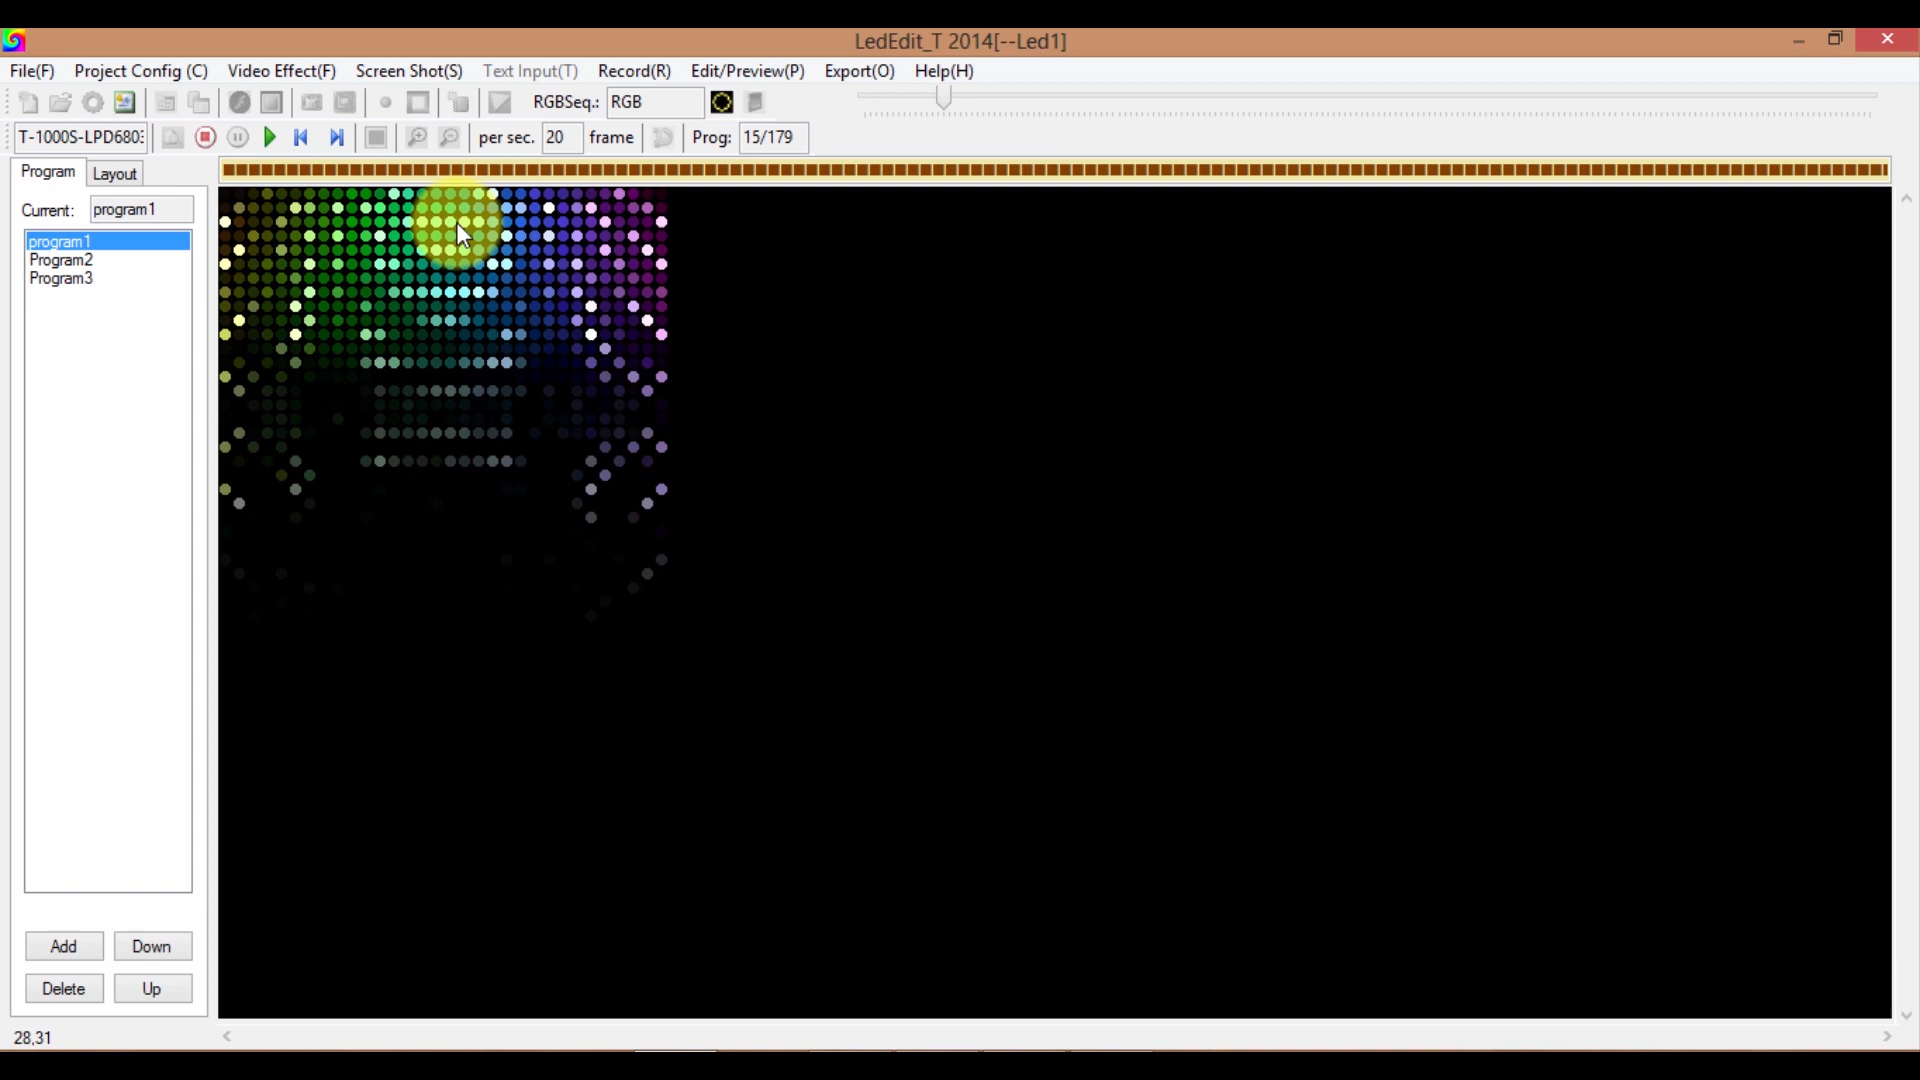 LedEdit_T 2014[--Led1]
File(F) Project Config (C) Video Effect(F) Screen Shot(S) Text Input(T) Record(R) Edit/Preview(P) Export(O) Help(H)
RGBSeq.: RGB
T-1000S-LPD680 per sec. 20 frame Prog: 15/179
Program Layout
Current: program1
program1
Program2
Program3
Add Down
Delete Up
28,31